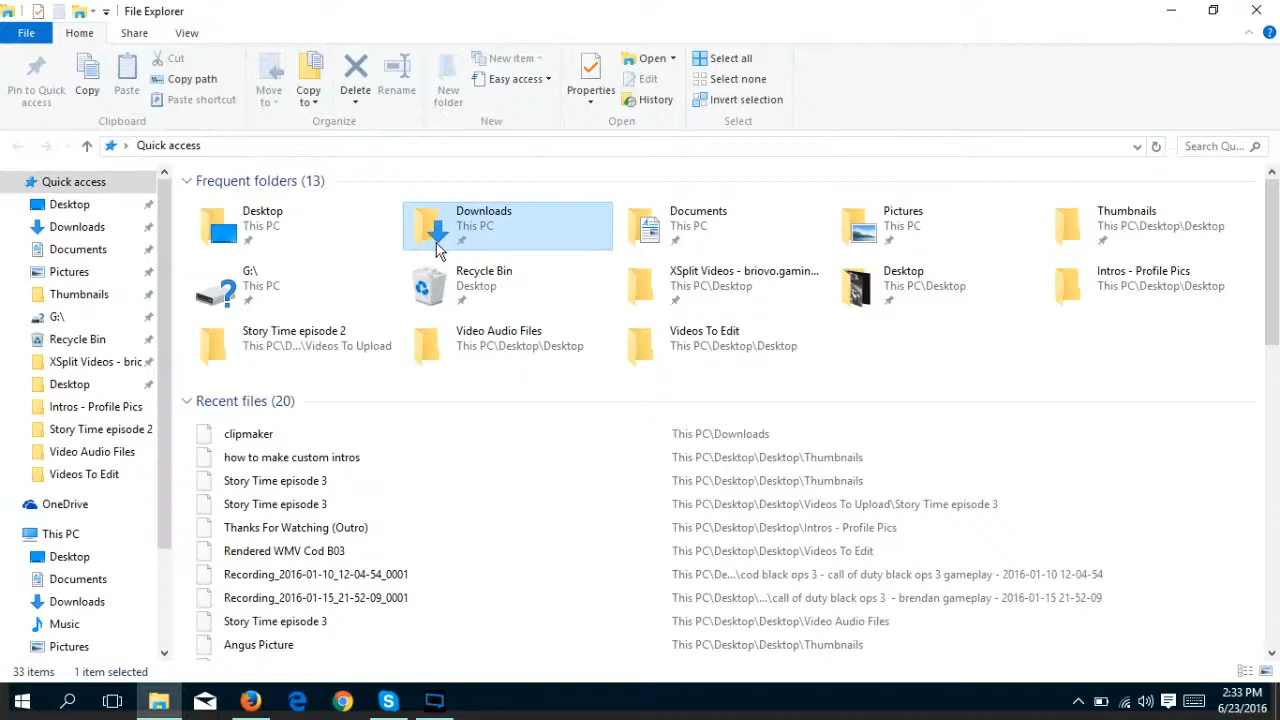 File Explorer
File Home Share View
Pin to Quick access
Copy
Paste
Cut
Copy path
Paste shortcut
Clipboard
Move to
Copy to
Delete
Rename
Organize
New folder
New item
Easy access
New
Properties
Open
Edit
History
Open
Select all
Select none
Invert selection
Select
Quick access
Search Qu...
Quick access
Desktop
Downloads
Documents
Pictures
Thumbnails
G:\
Recycle Bin
XSplit Videos - bric
Desktop
Intros - Profile Pics
Story Time episode 2
Video Audio Files
Videos To Edit
OneDrive
This PC
Desktop
Documents
Downloads
Music
Pictures
Frequent folders (13)
Desktop
This PC
Downloads
This PC
Documents
This PC
Pictures
This PC
Thumbnails
This PC\Desktop\Desktop
G:\
This PC
Recycle Bin
Desktop
XSplit Videos - briovo.gamin...
This PC\Desktop
Desktop
This PC\Desktop
Intros - Profile Pics
This PC\Desktop\Desktop
Story Time episode 2
This PC\D...\Videos To Upload
Video Audio Files
This PC\Desktop\Desktop
Videos To Edit
This PC\Desktop\Desktop
Recent files (20)
clipmaker This PC\Downloads
how to make custom intros This PC\Desktop\Desktop\Thumbnails
Story Time episode 3 This PC\Desktop\Desktop\Thumbnails
Story Time episode 3 This PC\Desktop\Desktop\Videos To Upload\Story Time episode 3
Thanks For Watching (Outro) This PC\Desktop\Desktop\Intros - Profile Pics
Rendered WMV Cod B03 This PC\Desktop\Desktop\Videos To Edit
Recording_2016-01-10_12-04-54_0001 This PC\De...\cod black ops 3 - call of duty black ops 3 gameplay - 2016-01-10 12-04-54
Recording_2016-01-15_21-52-09_0001 This PC\Desktop\...\call of duty black ops 3 - brendan gameplay - 2016-01-15 21-52-09
Story Time episode 3 This PC\Desktop\Desktop\Video Audio Files
Angus Picture This PC\Desktop\Desktop\Thumbnails
33 items 1 item selected
2:33 PM
6/23/2016